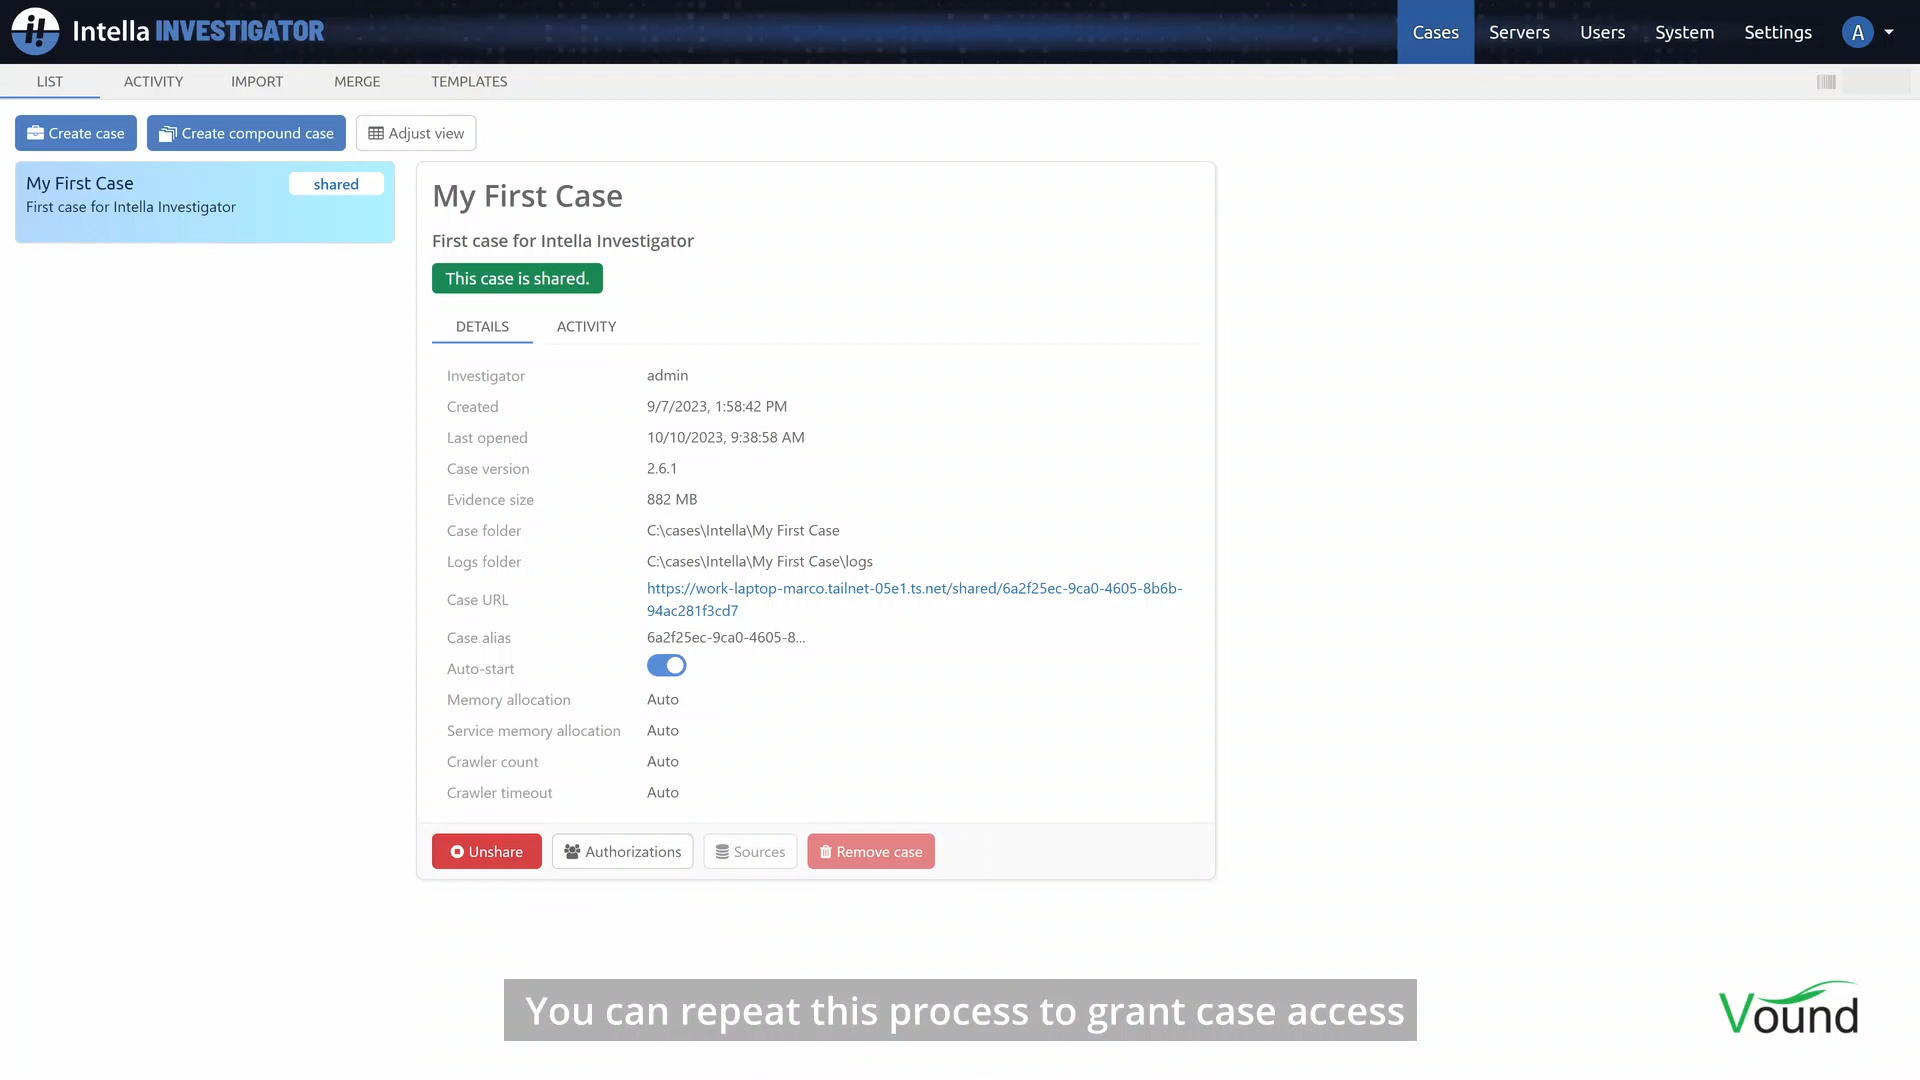 Intella INVESTIGATOR
Cases Servers Users System Settings A
LIST ACTIVITY IMPORT MERGE TEMPLATES
Create case Create compound case Adjust view
My First Case shared
First case for Intella Investigator
My First Case
First case for Intella Investigator
This case is shared.
DETAILS ACTIVITY
Investigator admin
Created 9/7/2023, 1:58:42 PM
Last opened 10/10/2023, 9:38:58 AM
Case version 2.6.1
Evidence size 882 MB
Case folder C:\cases\Intella\My First Case
Logs folder C:\cases\Intella\My First Case\logs
Case URL https://work-laptop-marco.tailnet-05e1.ts.net/shared/6a2f25ec-9ca0-4605-8b6b-
94ac281f3cd7
Case alias 6a2f25ec-9ca0-4605-8...
Auto-start
Memory allocation Auto
Service memory allocation Auto
Crawler count Auto
Crawler timeout Auto
Unshare Authorizations Sources Remove case
You can repeat this process to grant case access
Vound